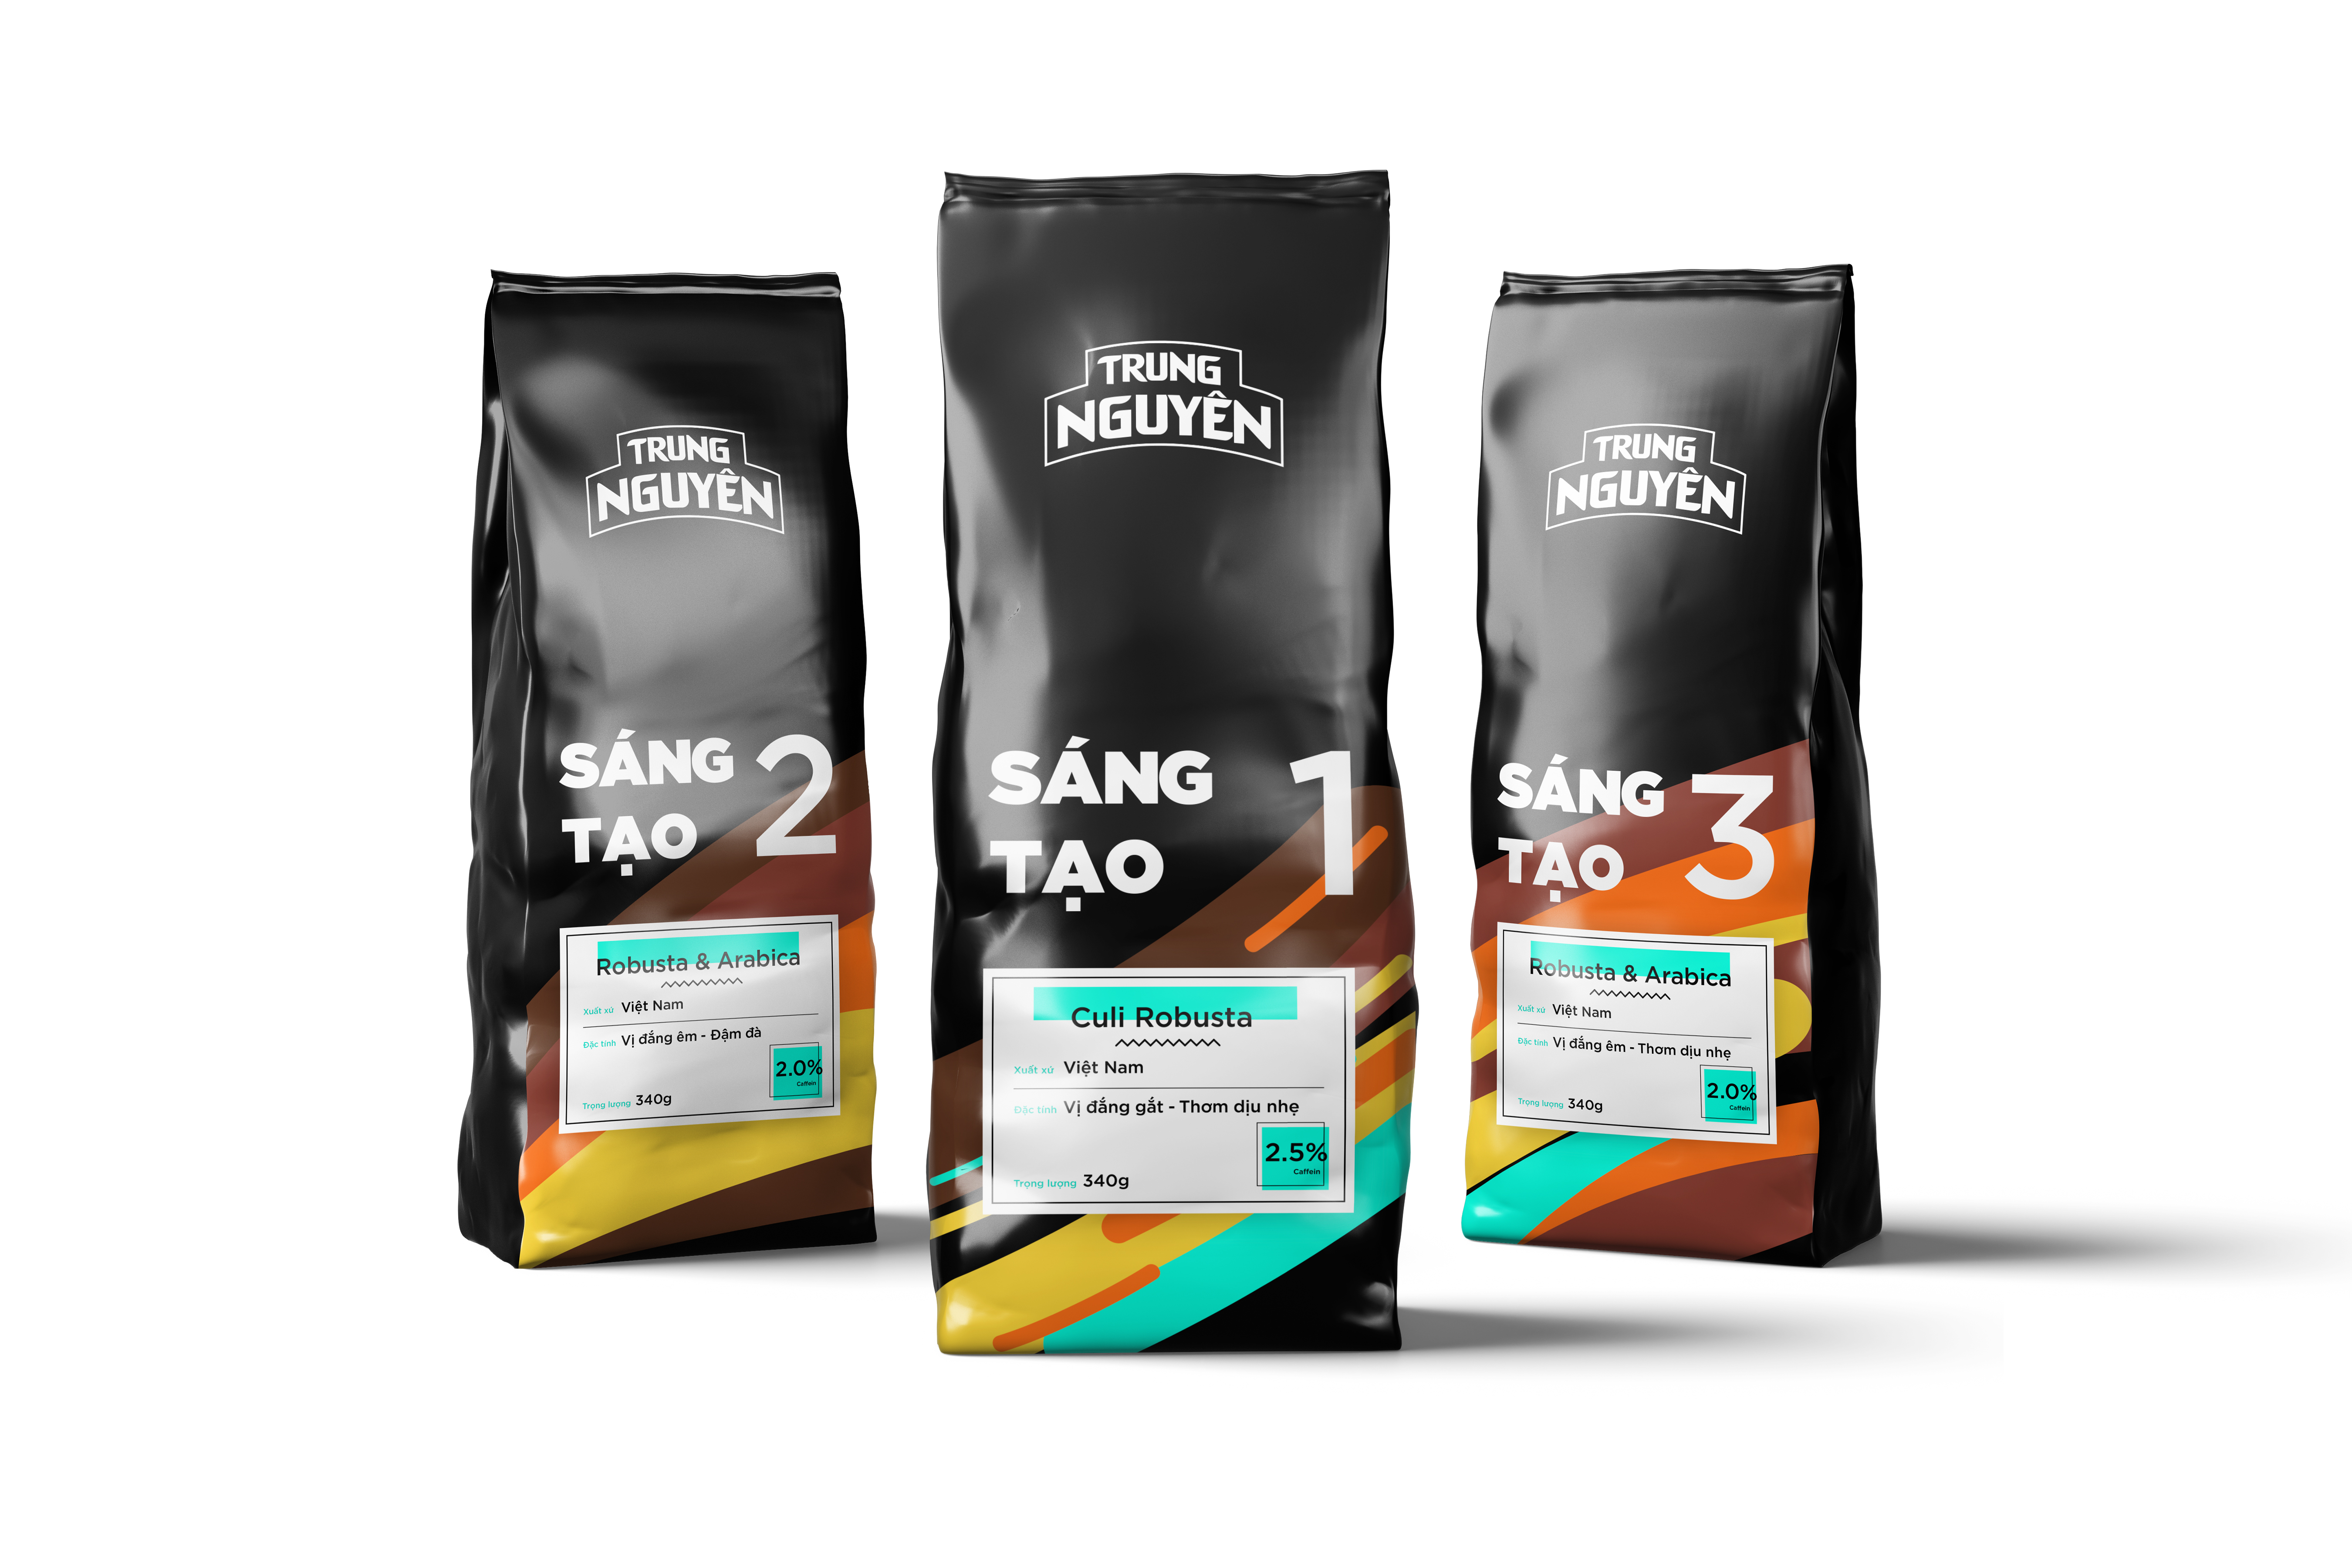 TRUNG
NGUYÊN
SÁNG
TẠO
2
Robusta & Arabica
Xuất xứ Việt Nam
Đặc tính Vị đắng êm - Đậm đà
2.0%
Caffein
Trọng lượng 340g
TRUNG
NGUYÊN
SÁNG
TẠO
1
Culi Robusta
Xuất xứ Việt Nam
Đặc tính Vị đắng gắt - Thơm dịu nhẹ
2.5%
Caffein
Trọng lượng 340g
TRUNG
NGUYÊN
SÁNG
TẠO
3
Robusta & Arabica
Xuất xứ Việt Nam
Đặc tính Vị đắng êm - Thơm dịu nhẹ
2.0%
Caffein
Trọng lượng 340g